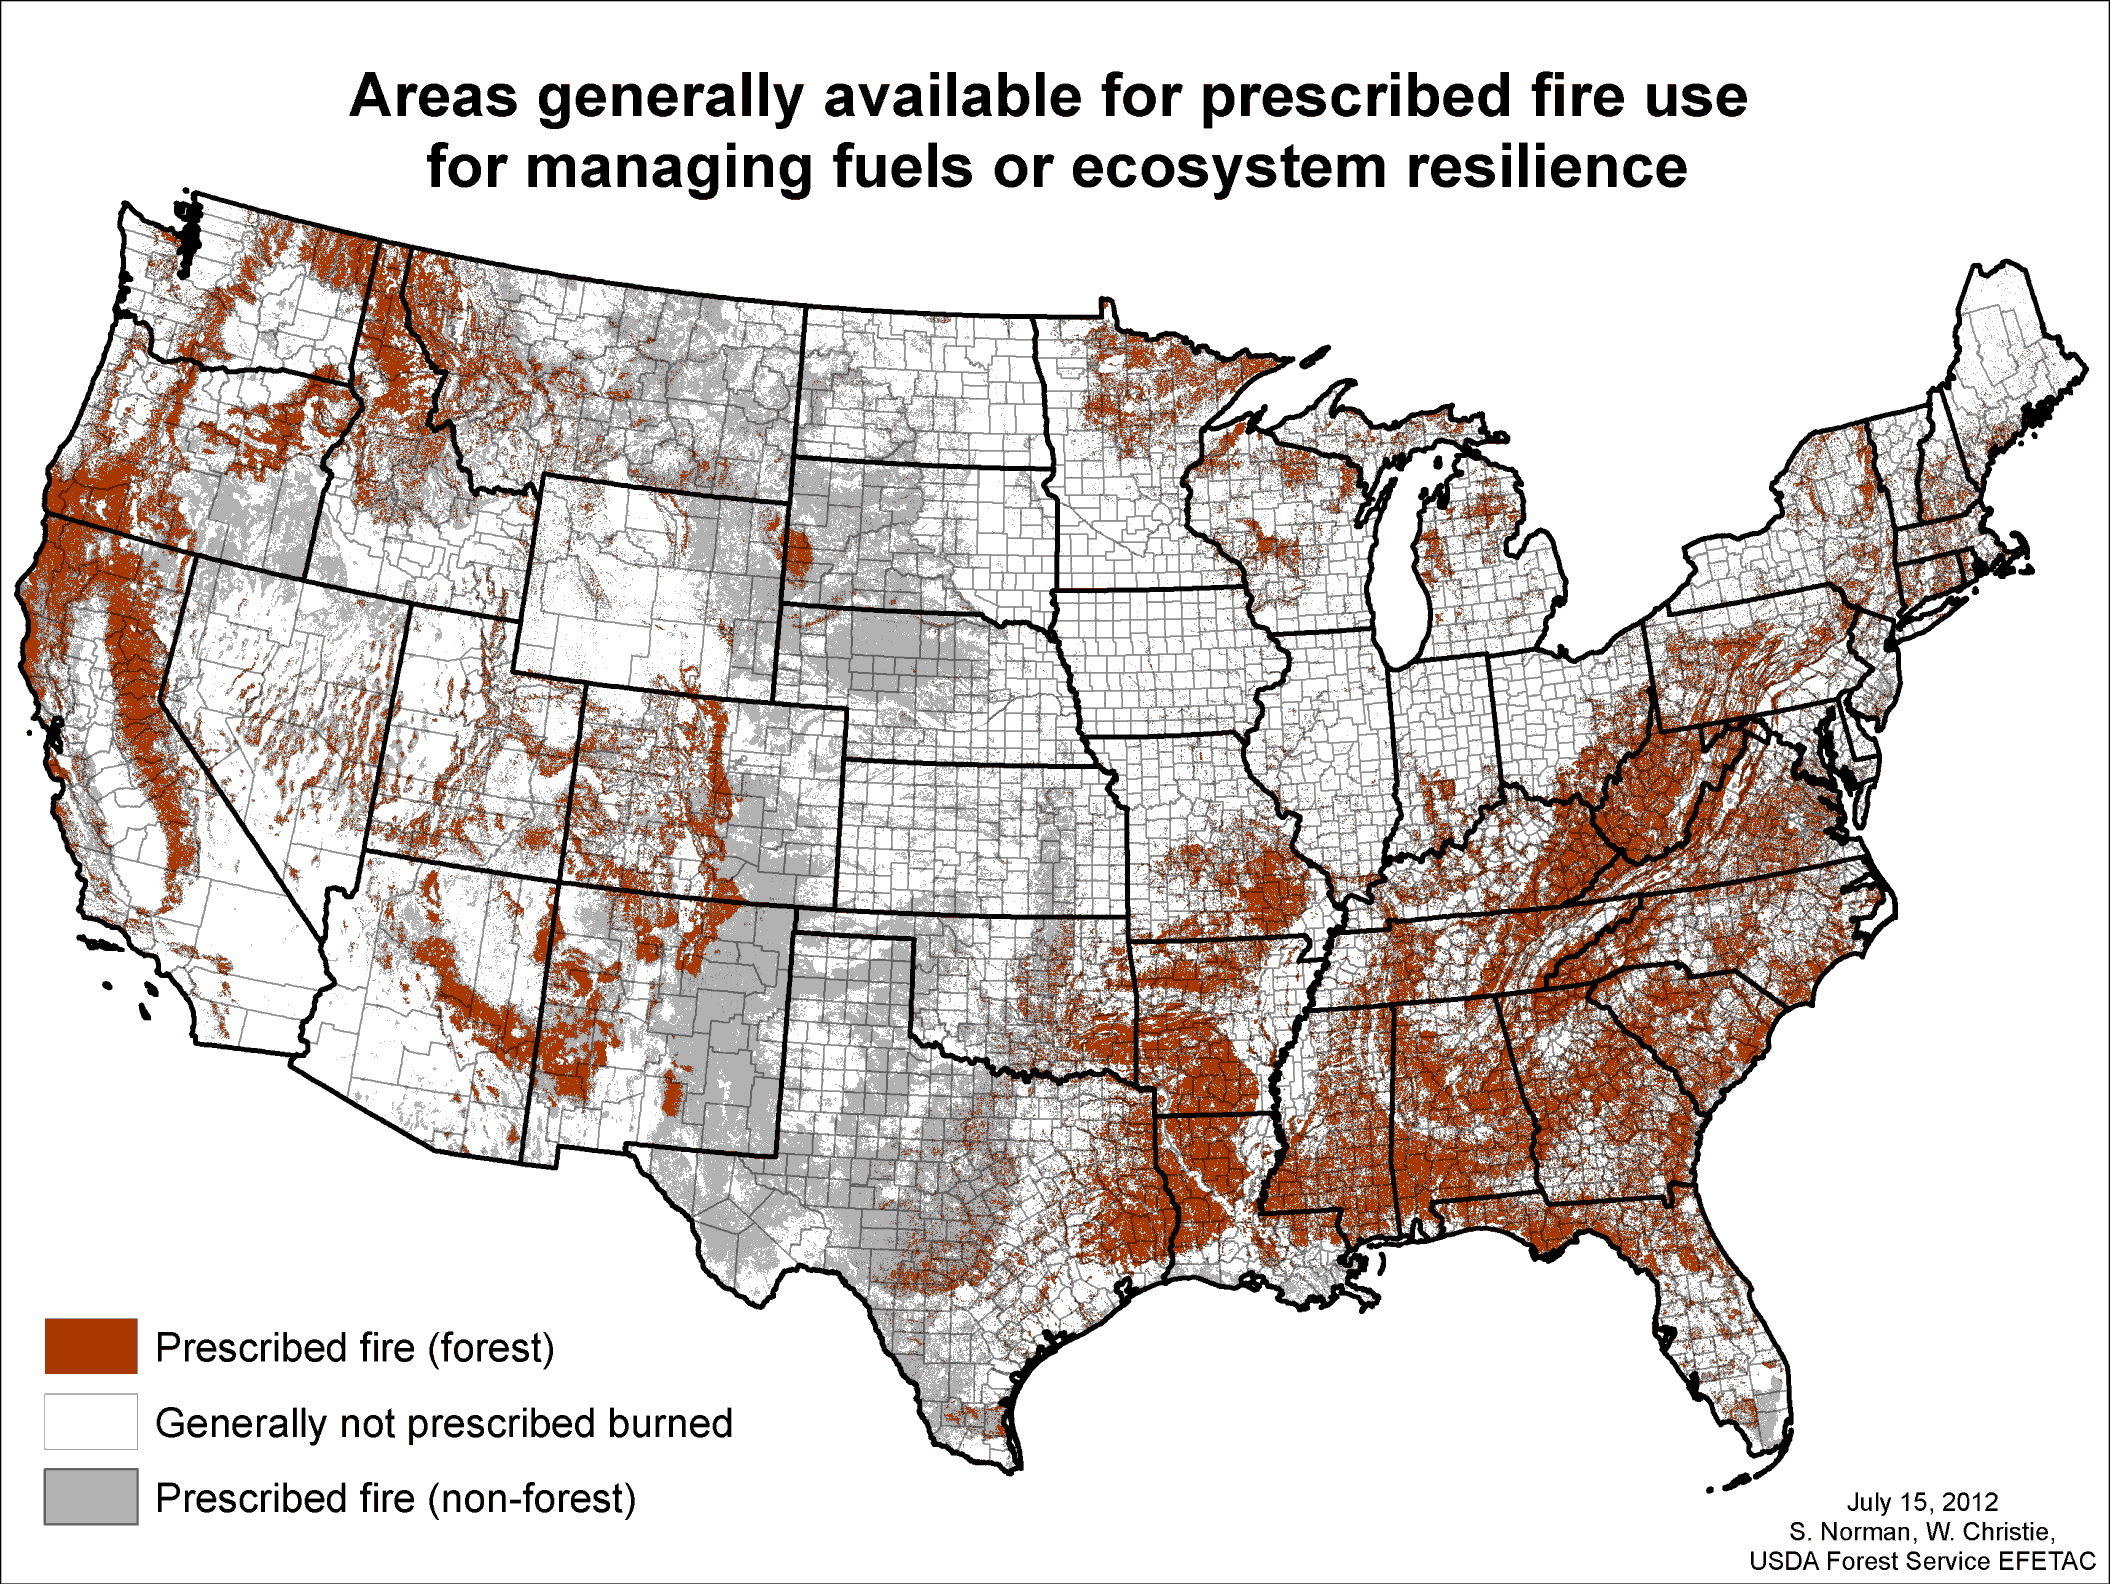 Areas generally available for prescribed fire use
for managing fuels or ecosystem resilience
Prescribed fire (forest)
Generally not prescribed burned
Prescribed fire (non-forest)
July 15, 2012
S. Norman, W. Christie,
USDA Forest Service EFETAC